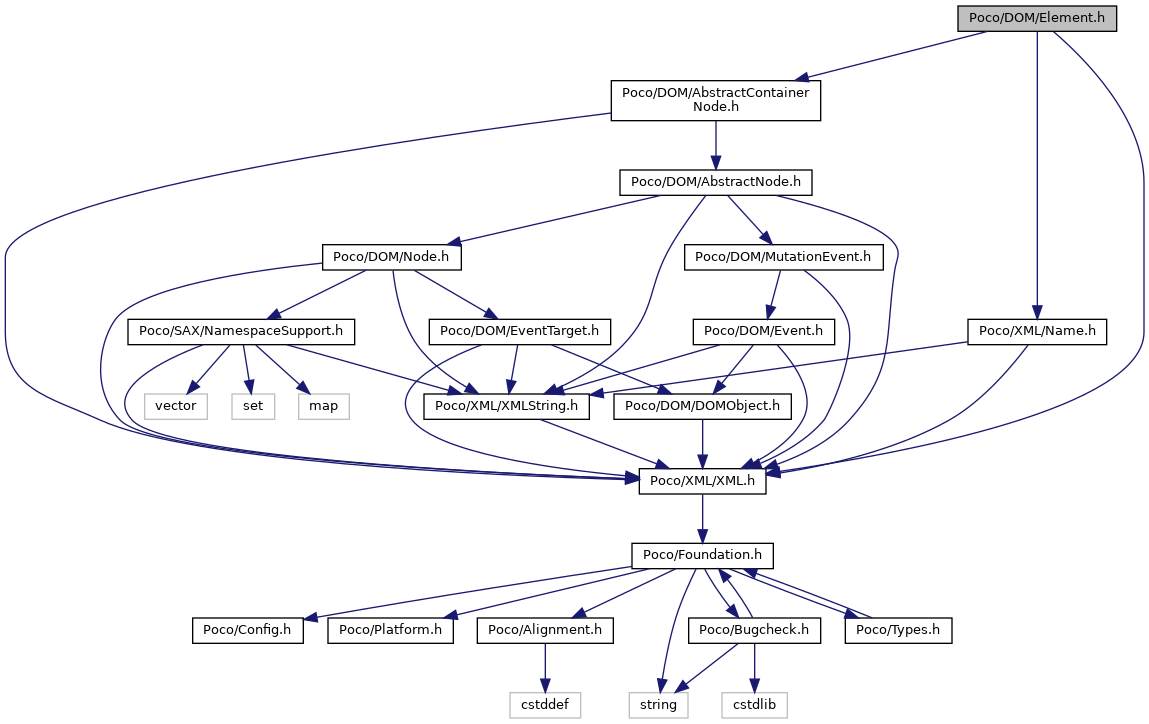 Poco/DOM/Element.h
Poco/DOM/AbstractContainer
Node.h
Poco/DOM/AbstractNode.h
Poco/DOM/Node.h
Poco/DOM/MutationEvent.h
Poco/SAX/NamespaceSupport.h
Poco/DOM/EventTarget.h
Poco/DOM/Event.h
Poco/XML/Name.h
vector
set
map
Poco/XML/XMLString.h
Poco/DOM/DOMObject.h
Poco/XML/XML.h
Poco/Foundation.h
Poco/Config.h
Poco/Platform.h
Poco/Alignment.h
Poco/Bugcheck.h
Poco/Types.h
cstddef
string
cstdlib